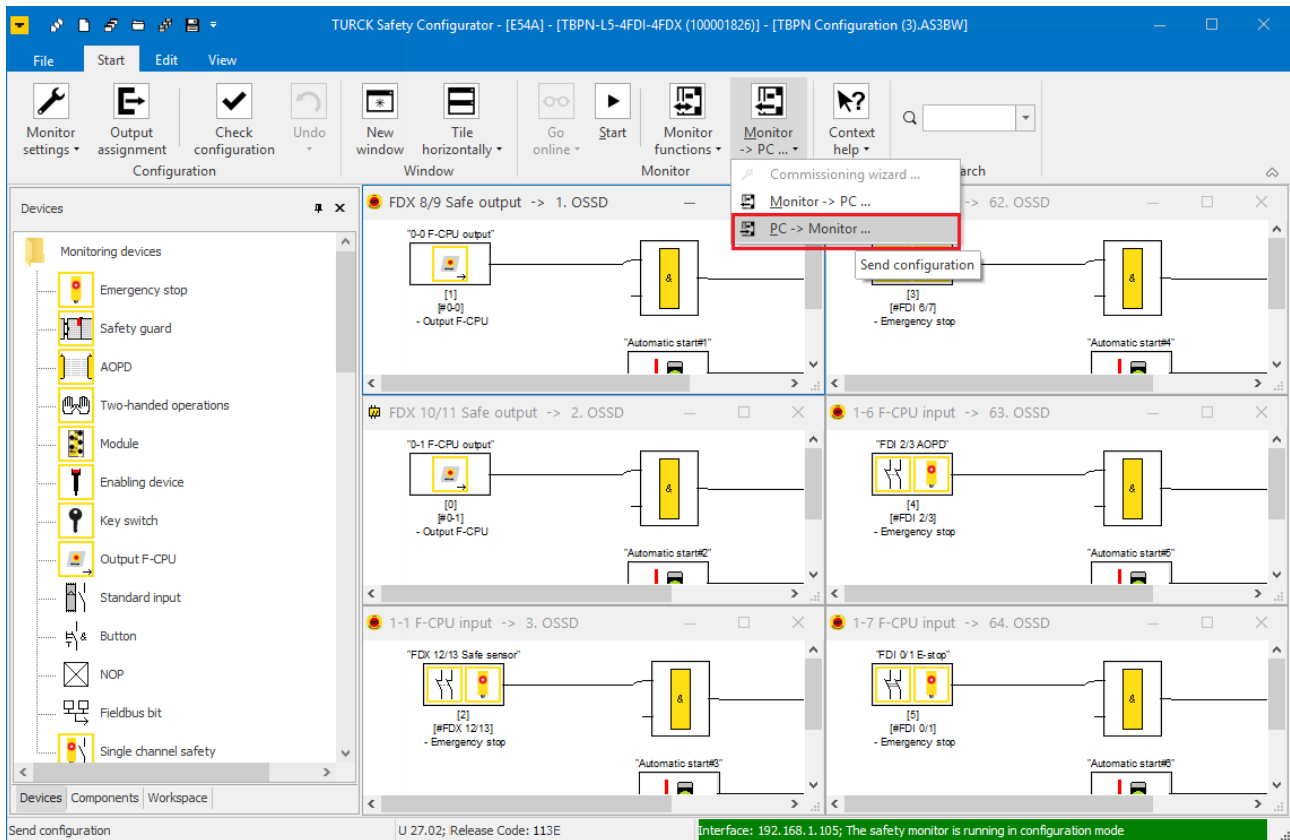 TURCK Safety Configurator - [E54A] - [TBPN-L5-4FDI-4FDX (100001826)] - [TBPN Configuration (3).AS3BW]
File Start Edit View
Monitor settings
Output assignment
Check configuration
Undo
Configuration
New window
Tile horizontally
Window
Go online
Start
Monitor functions
Monitor -> PC ...
Monitor
Context help
arch
Commissioning wizard ...
Monitor -> PC ...
PC -> Monitor ...
Send configuration
Devices
Monitoring devices
Emergency stop
Safety guard
AOPD
Two-handed operations
Module
Enabling device
Key switch
Output F-CPU
Standard input
Button
NOP
Fieldbus bit
Single channel safety
Devices Components Workspace
FDX 8/9 Safe output -> 1. OSSD
"0-0 F-CPU output"
&
[1]
[#0-0]
- Output F-CPU
"Automatic start#1"
-> 62. OSSD
&
[3]
[#FDI 6/7]
- Emergency stop
"Automatic start#4"
FDX 10/11 Safe output -> 2. OSSD
"0-1 F-CPU output"
&
[0]
[#0-1]
- Output F-CPU
"Automatic start#2"
1-6 F-CPU input -> 63. OSSD
"FDI 2/3 AOPD"
&
[4]
[#FDI 2/3]
- Emergency stop
"Automatic start#5"
1-1 F-CPU input -> 3. OSSD
"FDX 12/13 Safe sensor"
&
[2]
[#FDX 12/13]
- Emergency stop
"Automatic start#3"
1-7 F-CPU input -> 64. OSSD
"FDI 0/1 E-stop"
&
[5]
[#FDI 0/1]
- Emergency stop
"Automatic start#6"
Send configuration
U 27.02; Release Code: 113E
Interface: 192.168.1.105; The safety monitor is running in configuration mode